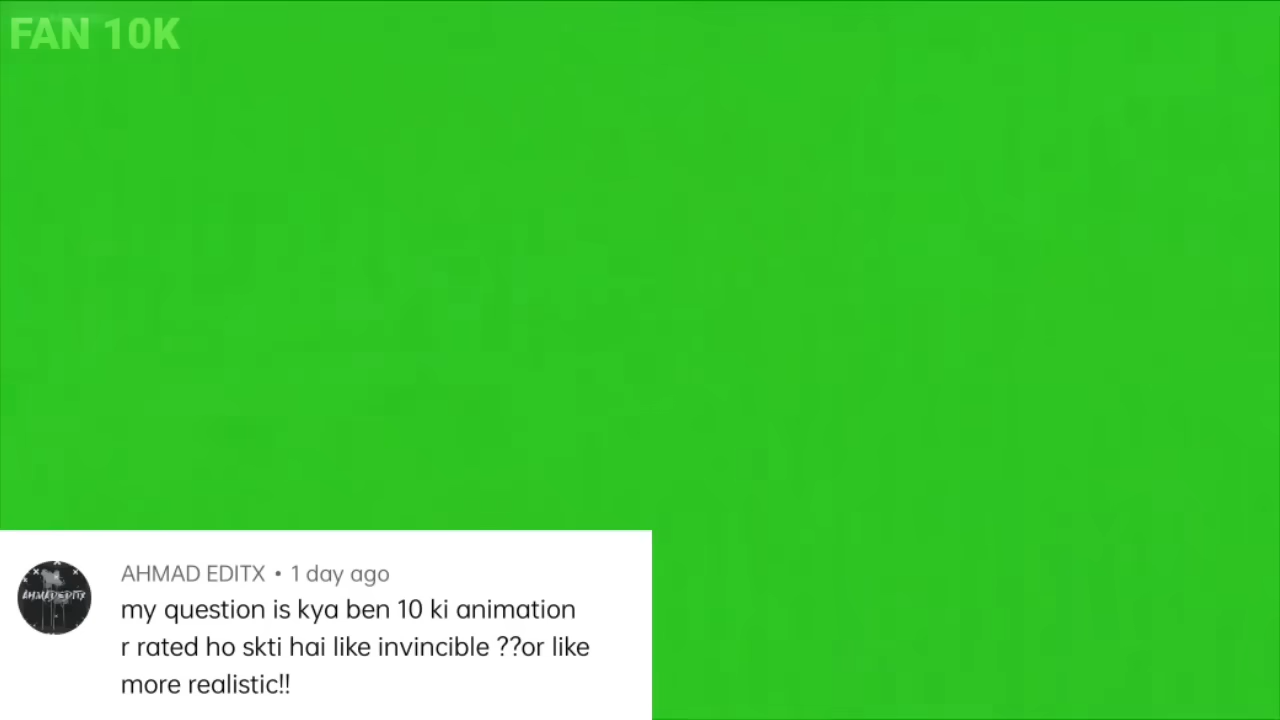 FAN 10K
AHMAD EDITX • 1 day ago
my question is kya ben 10 ki animation
r rated ho skti hai like invincible ??or like
more realistic!!
AHMADEDITX